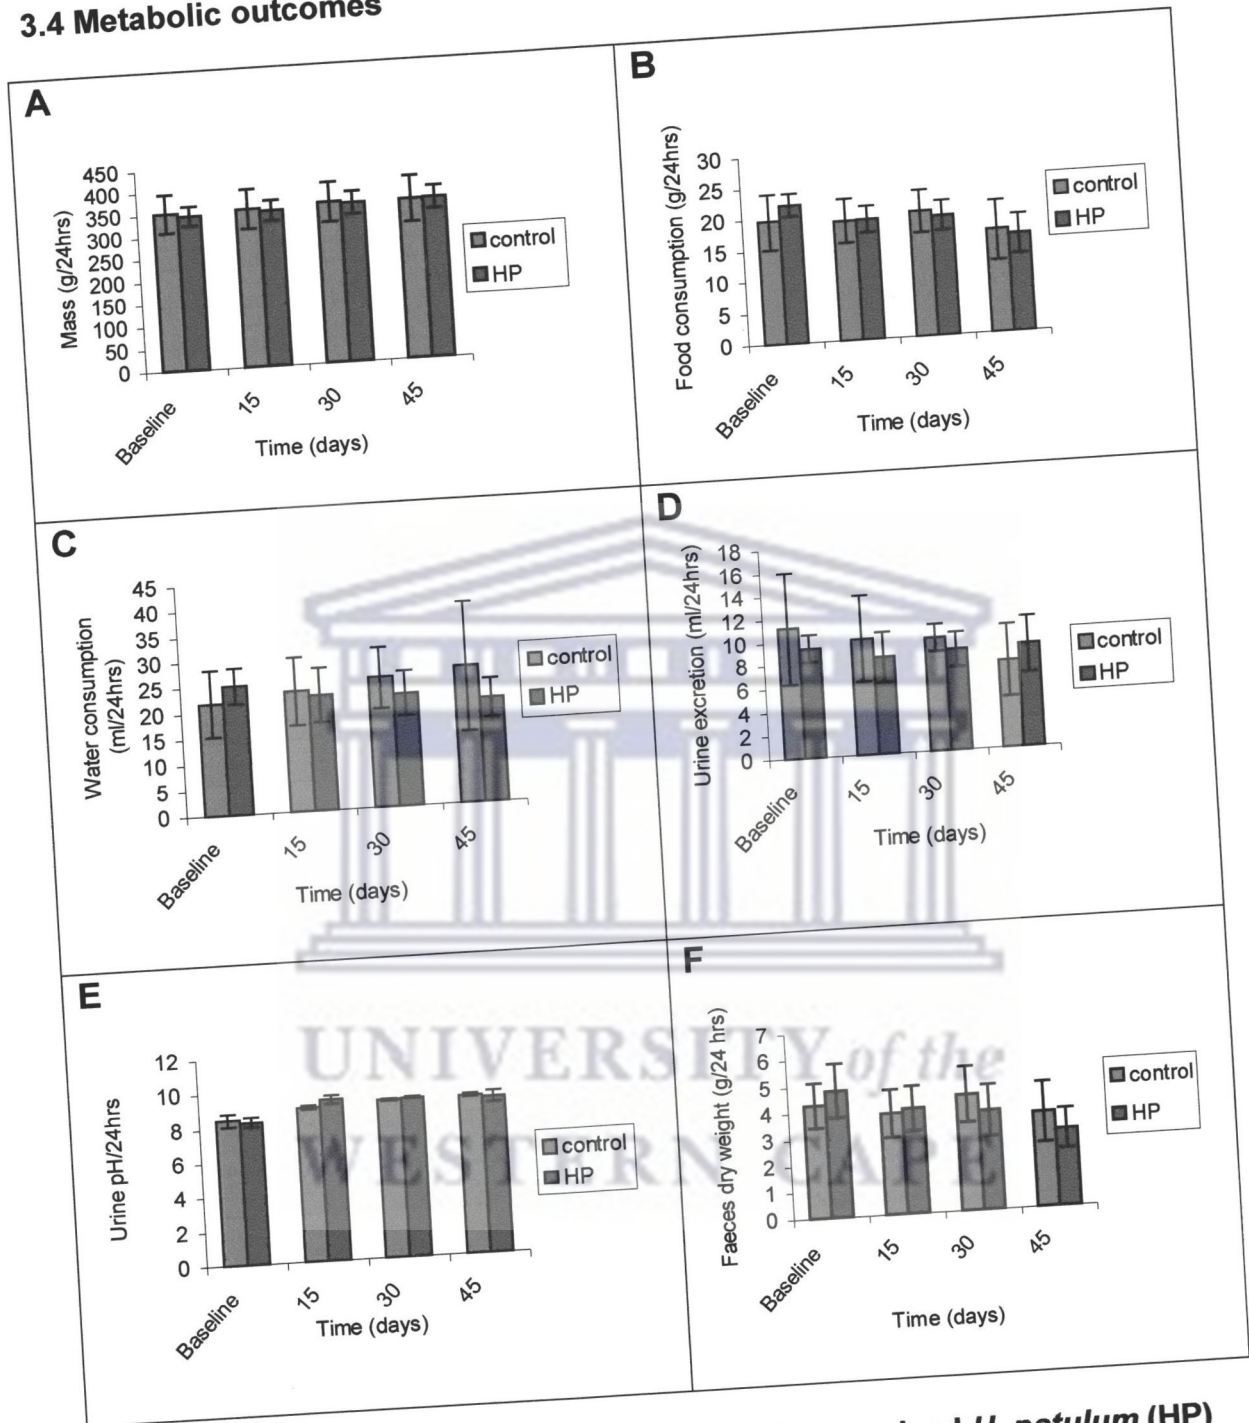 3.4 Metabolic outcomes
A
Mass (g/24hrs)
450
400
350
300
250
200
150
100
50
0
Baseline
15
30
45
Time (days)
control
HP
B
Food consumption (g/24hrs)
30
25
20
15
10
5
0
Baseline
15
30
45
Time (days)
control
HP
C
Water consumption
(ml/24hrs)
45
40
35
30
25
20
15
10
5
0
Baseline
15
30
45
Time (days)
control
HP
D
Urine excretion (ml/24hrs)
18
16
14
12
10
8
6
4
2
0
Baseline
15
30
45
Time (days)
control
HP
E
Urine pH/24hrs
12
10
8
6
4
2
0
Baseline
15
30
45
Time (days)
control
HP
F
Faeces dry weight (g/24 hrs)
7
6
5
4
3
2
1
0
Baseline
15
30
45
Time (days)
control
HP
UNIVERSITY of the
WESTERN CAPE
H. patulum (HP)